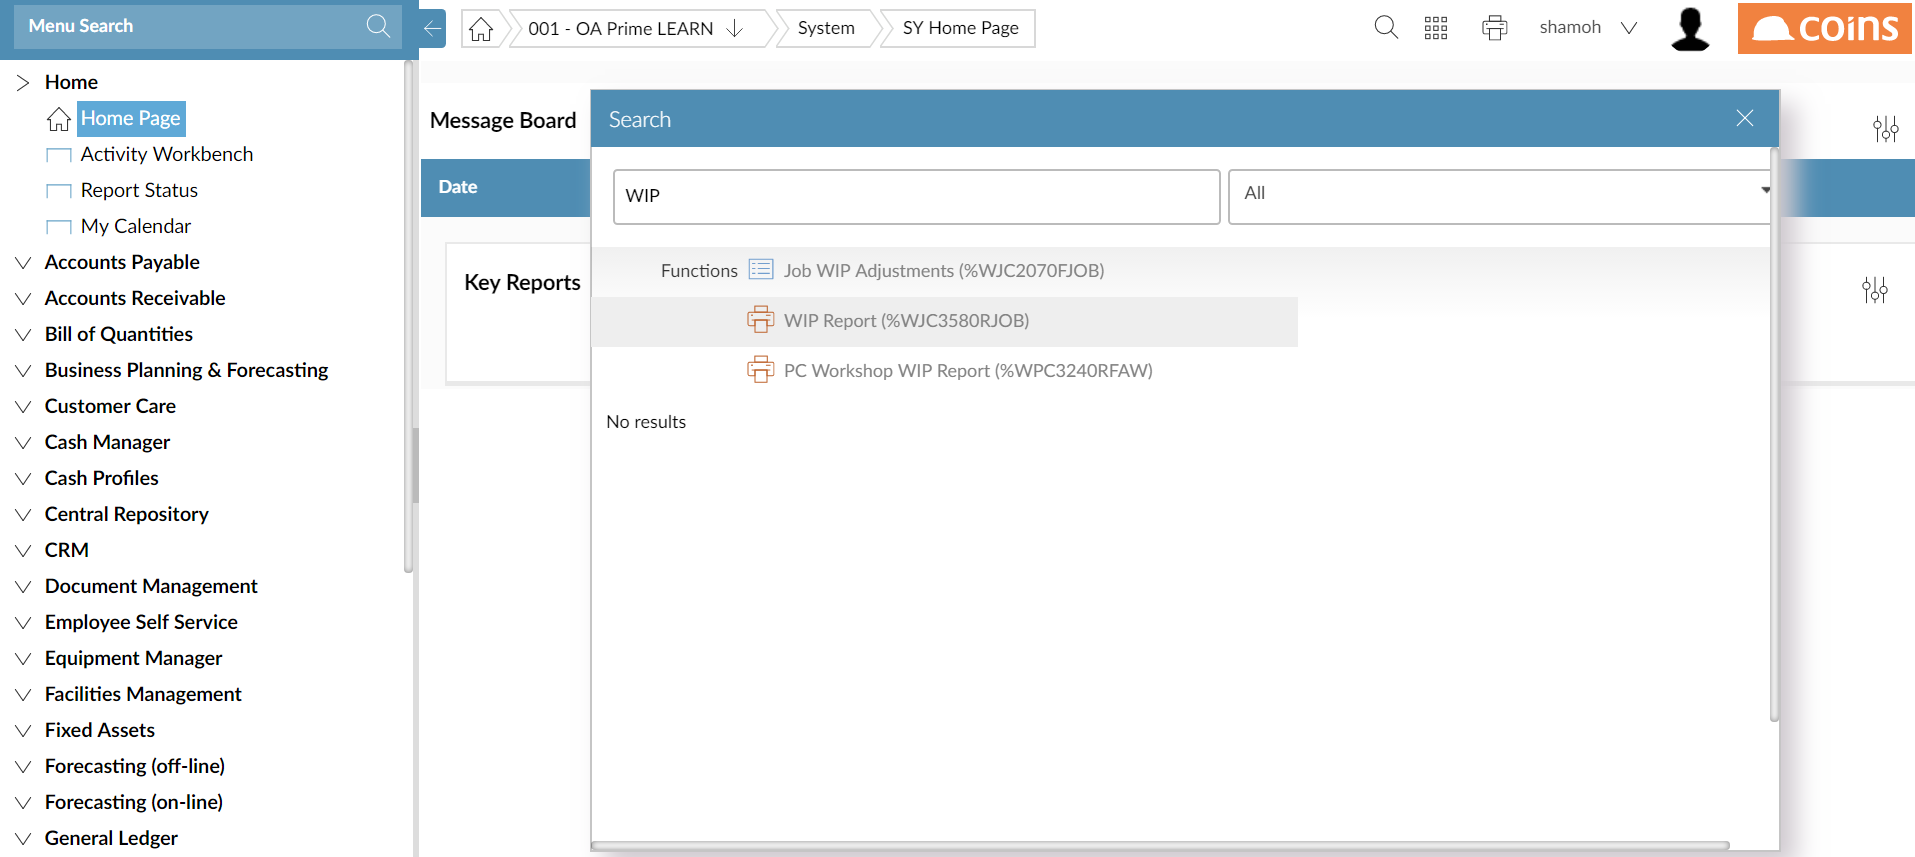 Menu Search
001 - OA Prime LEARN
System
SY Home Page
shamoh
coins
Home
Home Page
Activity Workbench
Report Status
My Calendar
Accounts Payable
Accounts Receivable
Bill of Quantities
Business Planning & Forecasting
Customer Care
Cash Manager
Cash Profiles
Central Repository
CRM
Document Management
Employee Self Service
Equipment Manager
Facilities Management
Fixed Assets
Forecasting (off-line)
Forecasting (on-line)
General Ledger
Message Board
Date
Key Reports
Search
WIP
All
Functions Job WIP Adjustments (%WJC2070FJOB)
WIP Report (%WJC3580RJOB)
PC Workshop WIP Report (%WPC3240RFAW)
No results